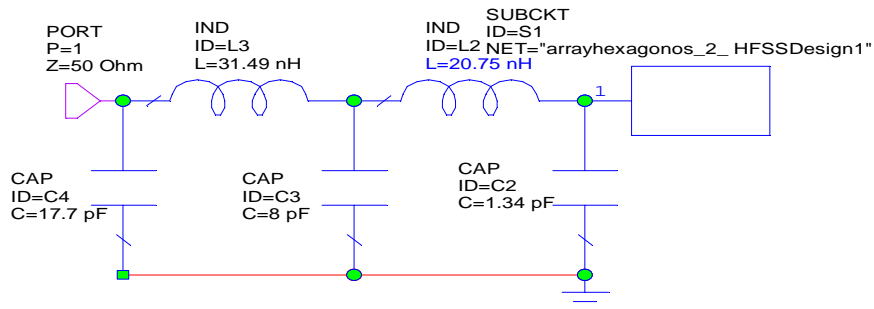 PORT
P=1
Z=50 Ohm
IND
ID=L3
L=31.49 nH
IND
ID=L2
L=20.75 nH
SUBCKT
ID=S1
NET="arrayhexagonos_2_ HFSSDesign1"
1
CAP
ID=C4
C=17.7 pF
CAP
ID=C3
C=8 pF
CAP
ID=C2
C=1.34 pF